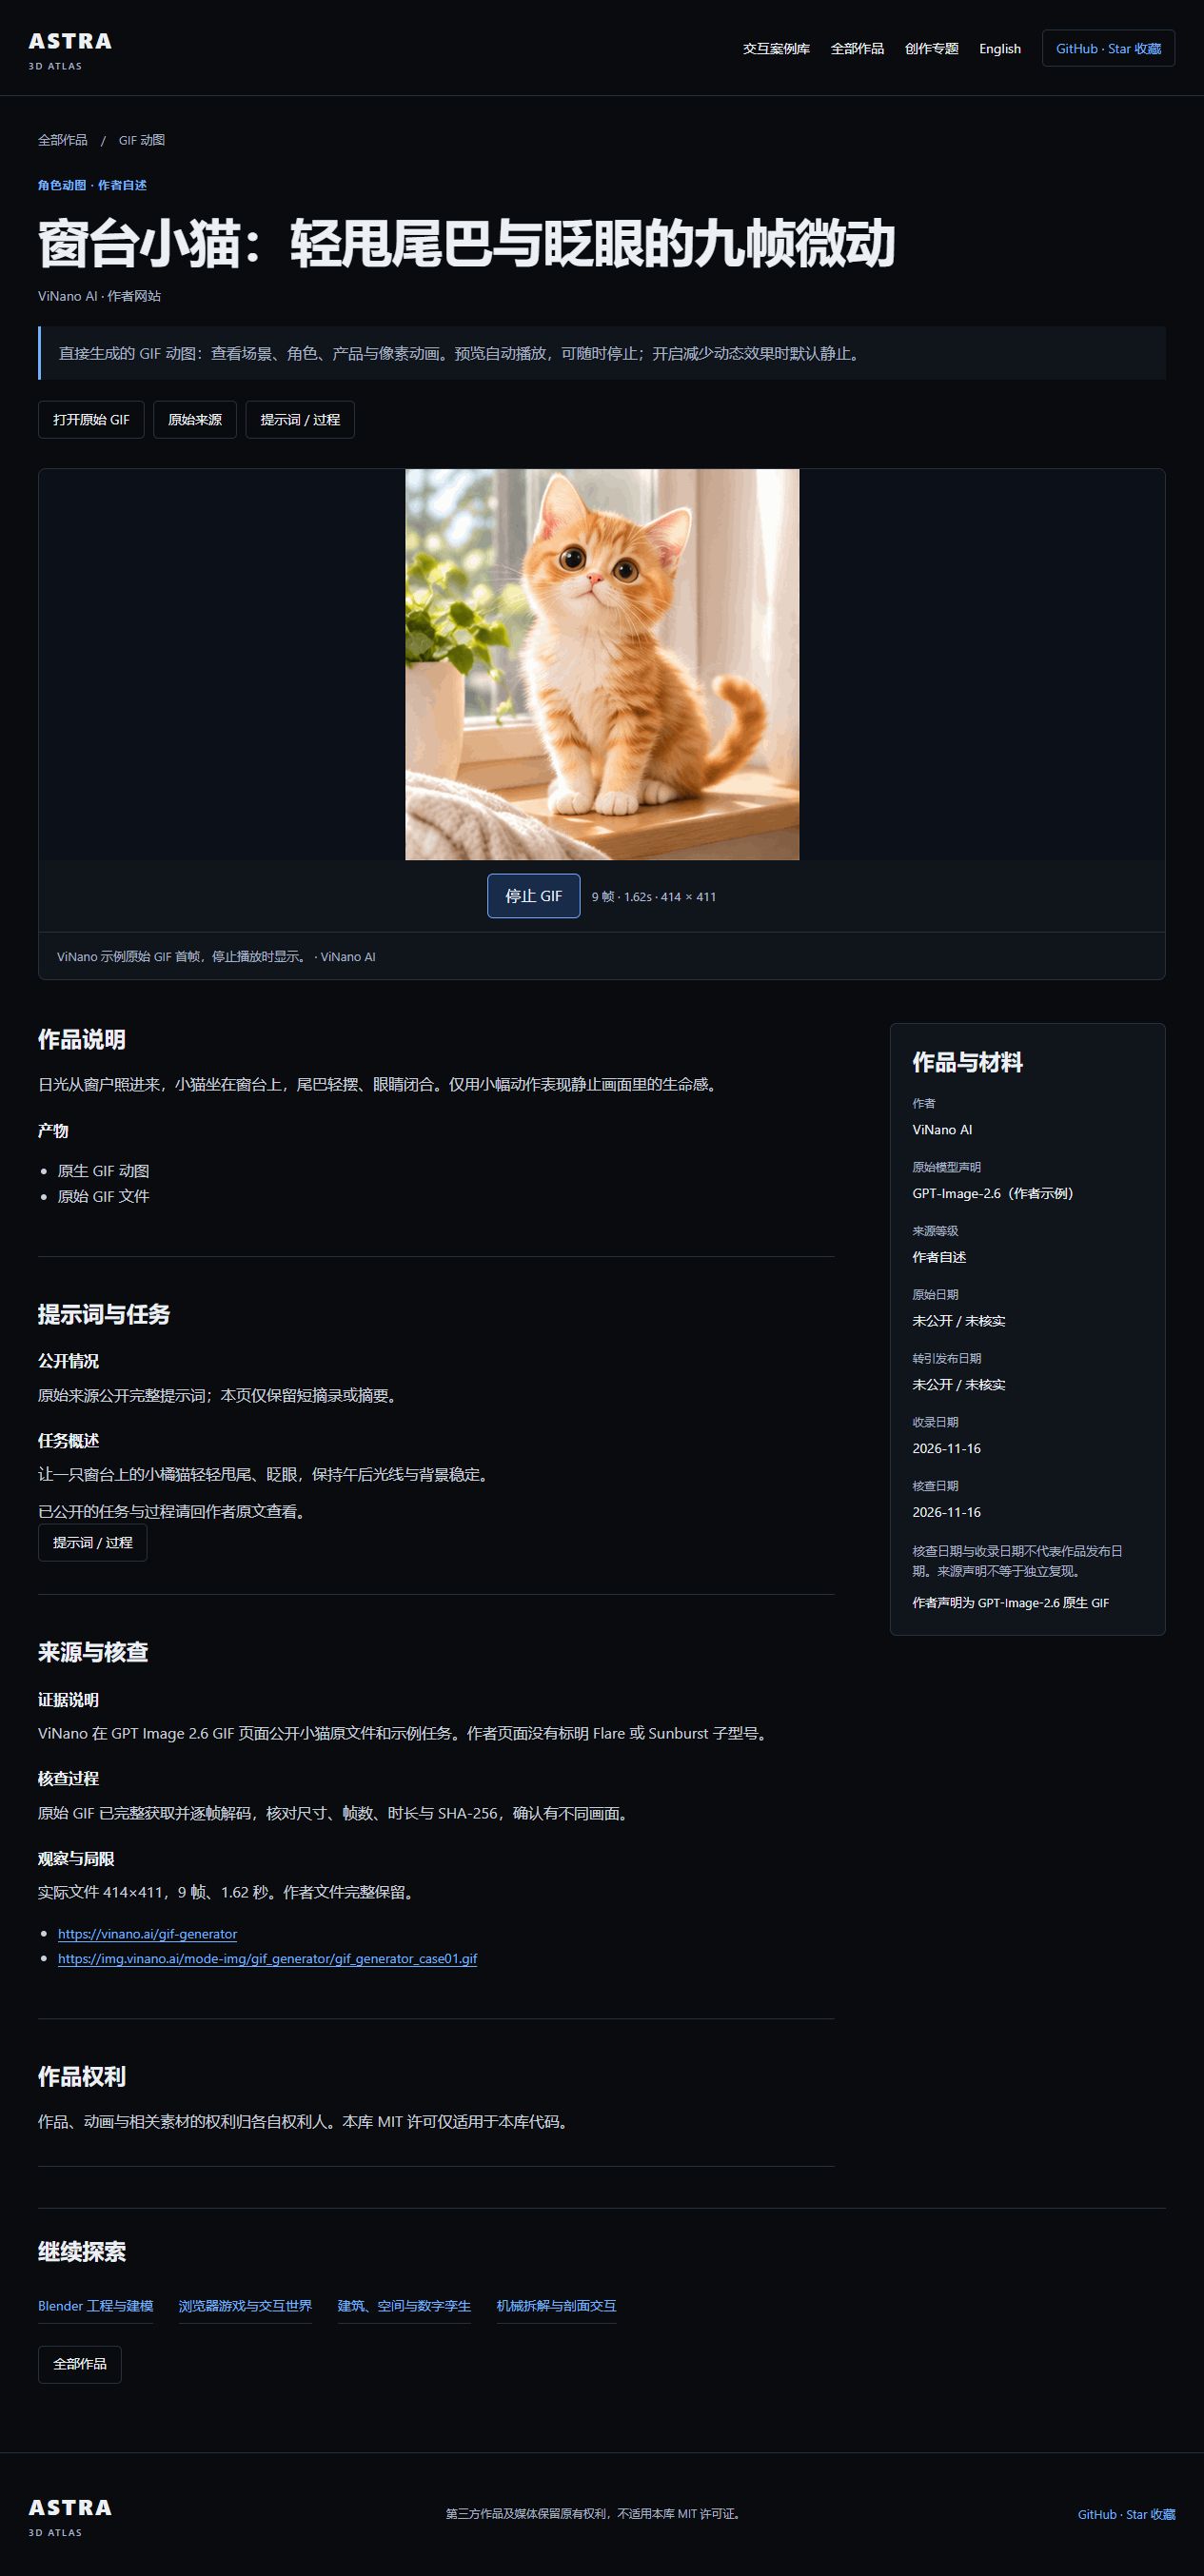 ASTRA
3D ATLAS
交互案例库 全部作品 创作专题 English GitHub · Star 收藏
全部作品 / GIF 动图
角色动图 · 作者自述
窗台小猫：轻甩尾巴与眨眼的九帧微动
ViNano AI · 作者网站
直接生成的 GIF 动图：查看场景、角色、产品与像素动画。预览自动播放，可随时停止；开启减少动态效果时默认静止。
打开原始 GIF 原始来源 提示词 / 过程
停止 GIF 9 帧 · 1.62s · 414 × 411
ViNano 示例原始 GIF 首帧，停止播放时显示。 · ViNano AI
作品说明
日光从窗户照进来，小猫坐在窗台上，尾巴轻摆、眼睛闭合。仅用小幅动作表现静止画面里的生命感。
产物
原生 GIF 动图
原始 GIF 文件
提示词与任务
公开情况
原始来源公开完整提示词；本页仅保留短摘录或摘要。
任务概述
让一只窗台上的小橘猫轻轻甩尾、眨眼，保持午后光线与背景稳定。
已公开的任务与过程请回作者原文查看。
提示词 / 过程
来源与核查
证据说明
ViNano 在 GPT Image 2.6 GIF 页面公开小猫原文件和示例任务。作者页面没有标明 Flare 或 Sunburst 子型号。
核查过程
原始 GIF 已完整获取并逐帧解码，核对尺寸、帧数、时长与 SHA-256，确认有不同画面。
观察与局限
实际文件 414×411，9 帧、1.62 秒。作者文件完整保留。
https://vinano.ai/gif-generator
https://img.vinano.ai/mode-img/gif_generator/gif_generator_case01.gif
作品权利
作品、动画与相关素材的权利归各自权利人。本库 MIT 许可仅适用于本库代码。
作品与材料
作者
ViNano AI
原始模型声明
GPT-Image-2.6（作者示例）
来源等级
作者自述
原始日期
未公开 / 未核实
转引发布日期
未公开 / 未核实
收录日期
2026-11-16
核查日期
2026-11-16
核查日期与收录日期不代表作品发布日
期。来源声明不等于独立复现。
作者声明为 GPT-Image-2.6 原生 GIF
继续探索
Blender 工程与建模 浏览器游戏与交互世界 建筑、空间与数字孪生 机械拆解与剖面交互
全部作品
ASTRA
3D ATLAS
第三方作品及媒体保留原有权利，不适用本库 MIT 许可证。
GitHub · Star 收藏